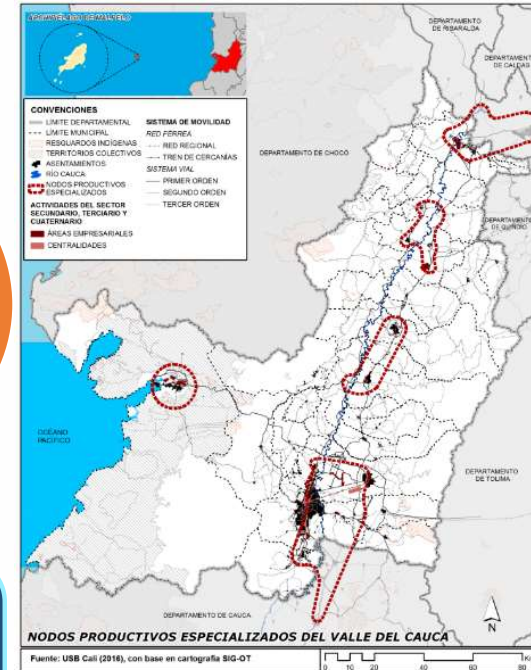 ARCHIPIÉLAGO DE MALPELO
CONVENCIONES
LÍMITE DEPARTAMENTAL
LÍMITE MUNICIPAL
RESGUARDOS INDÍGENAS
TERRITORIOS COLECTIVOS
ASENTAMIENTOS
RÍO CAUCA
NODOS PRODUCTIVOS
ESPECIALIZADOS
ACTIVIDADES DEL SECTOR
SECUNDARIO, TERCIARIO Y
CUATERNARIO
ÁREAS EMPRESARIALES
CENTRALIDADES
SISTEMA DE MOVILIDAD
RED FÉRREA
RED REGIONAL
TREN DE CERCANÍAS
SISTEMA VIAL
PRIMER ORDEN
SEGUNDO ORDEN
TERCER ORDEN
DEPARTAMENTO
DE RISARALDA
DEPARTAMENTO
DE CALDAS
DEPARTAMENTO DE CHOCÓ
DEPARTAMENTO
DE QUINDÍO
OCÉANO
PACÍFICO
DEPARTAMENTO
DE TOLIMA
DEPARTAMENTO DE CAUCA
N
NODOS PRODUCTIVOS ESPECIALIZADOS DEL VALLE DEL CAUCA
Fuente: USB Cali (2016), con base en cartografía SIG-OT
0 10 20 40 60 80